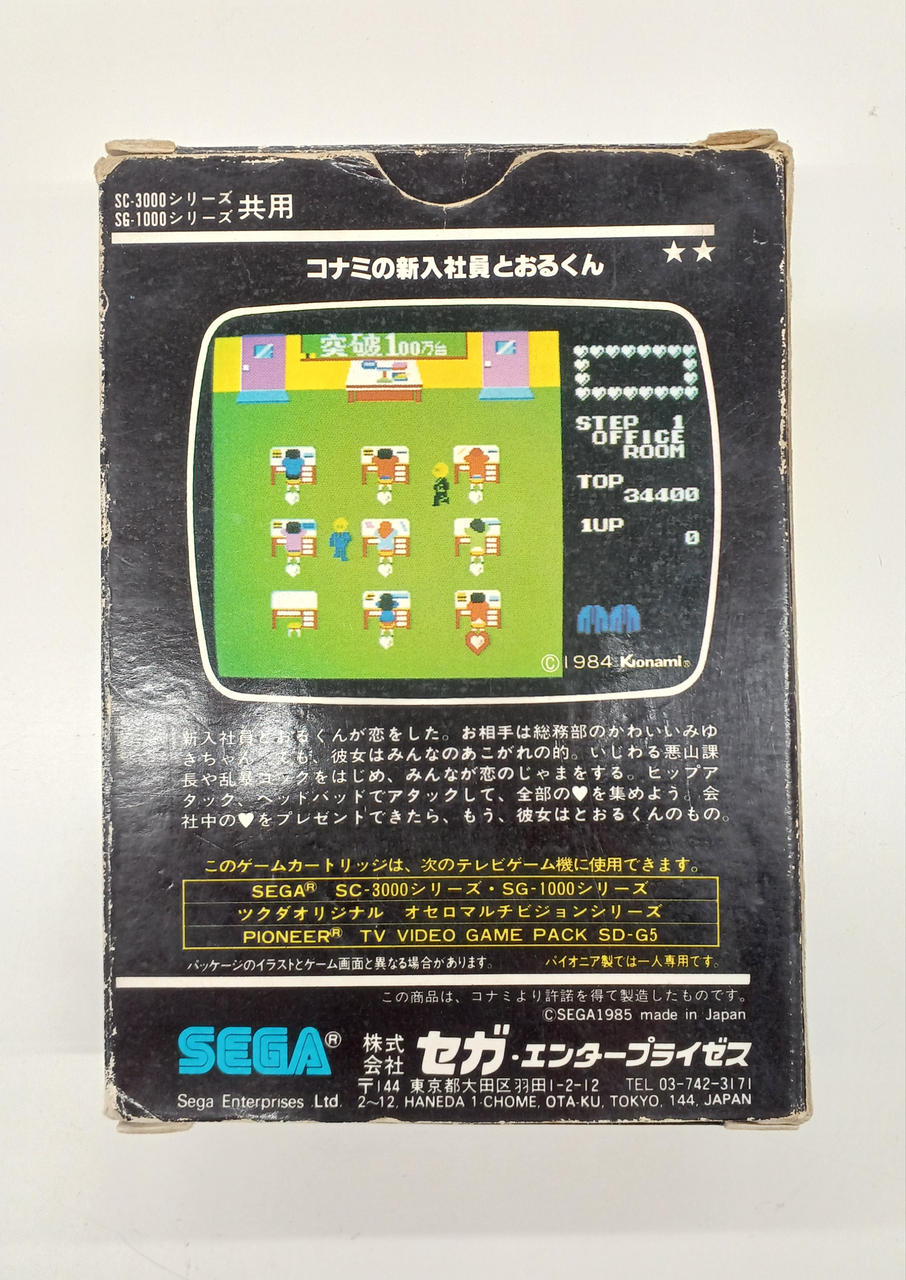 SC-3000シリーズ
SG-1000シリーズ 共用
★★
コナミの新入社員とおるくん
突破100万台
STEP 1
OFFICE
ROOM
TOP
34400
1UP
0
©1984 Konami®
新入社員とおるくんが恋をした。お相手は総務部のかわいいみゆ
きちゃん。でも、彼女はみんなのあこがれの的。いじわる悪山課
長や乱暴コックをはじめ、みんなが恋のじゃまをする。ヒップア
タック、ヘッドバッドでアタックして、全部の♥を集めよう。会
社中の♥をプレゼントできたら、もう、彼女はとおるくんのもの。
このゲームカートリッジは、次のテレビゲーム機に使用できます。
SEGA® SC-3000シリーズ・SG-1000シリーズ
ツクダオリジナル オセロマルチビジョンシリーズ
PIONEER® TV VIDEO GAME PACK SD-G5
パッケージのイラストとゲーム画面と異なる場合があります。 パイオニア製では一人専用です。
この商品は、コナミより許諾を得て製造したものです。
©SEGA1985 made in Japan
SEGA® 株式会社 セガ・エンタープライゼス
〒144 東京都大田区羽田1-2-12 TEL 03-742-3171
Sega Enterprises Ltd. 2~12, HANEDA 1-CHOME, OTA-KU, TOKYO, 144, JAPAN